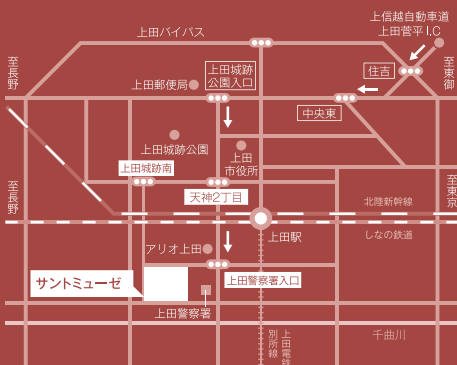 上信越自動車道
上田菅平 I.C
上田バイパス
至長野
上田城跡
公園入口
住吉
至東御
上田郵便局
中央東
上田城跡公園
上田
市役所
上田城跡南
天神2丁目
至長野
至東京
北陸新幹線
しなの鉄道
上田駅
アリオ上田
サントミューゼ
上田警察署入口
上田警察署
上田電鉄
別所線
千曲川